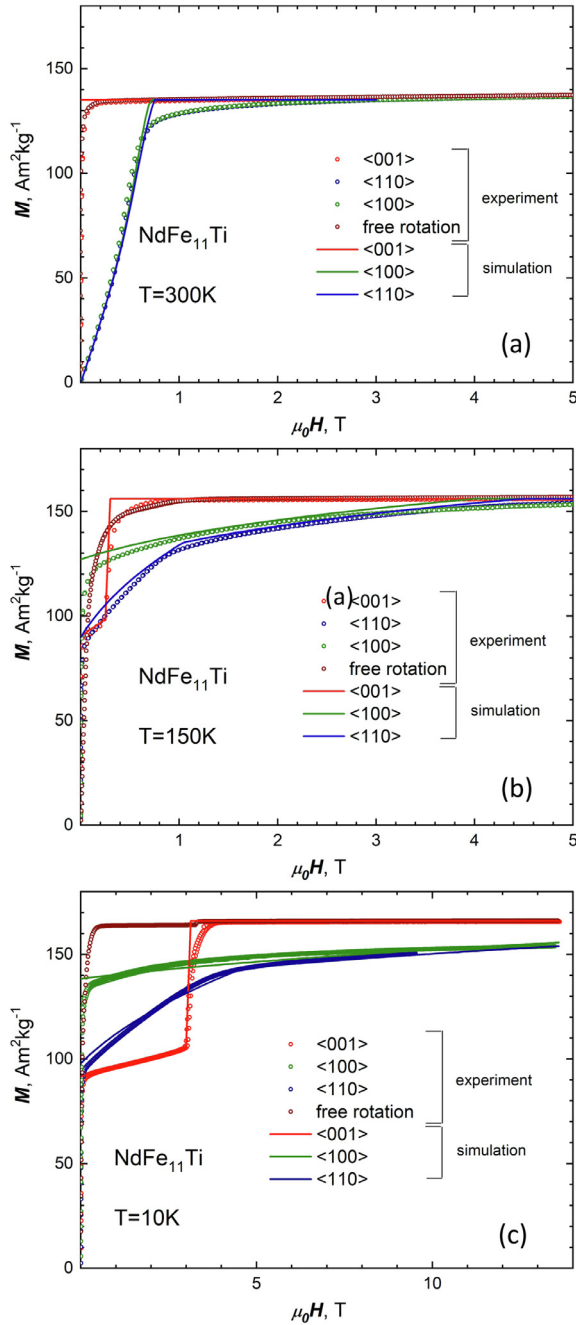 150
100
50
0
M, Am²kg⁻¹
<001>
<110>
<100>
free rotation
experiment
<001>
<100>
<110>
simulation
NdFe₁₁Ti
T=300K
(a)
1 2 3 4 5
μ₀H, T
150
100
50
0
M, Am²kg⁻¹
(a)
<001>
<110>
<100>
free rotation
experiment
<001>
<100>
<110>
simulation
NdFe₁₁Ti
T=150K
(b)
1 2 3 4 5
μ₀H, T
150
100
50
0
M, Am²kg⁻¹
<001>
<100>
<110>
free rotation
experiment
<001>
<100>
<110>
simulation
NdFe₁₁Ti
T=10K
(c)
5 10
μ₀H, T